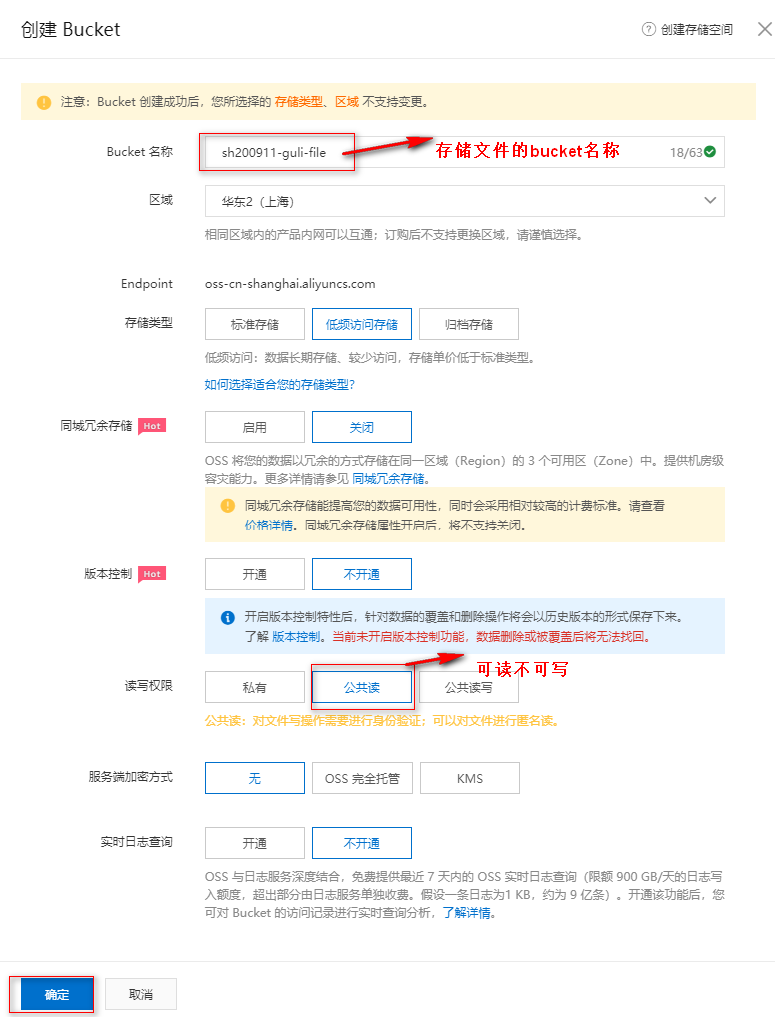 创建 Bucket
创建存储空间
注意：Bucket 创建成功后，您所选择的 存储类型、区域 不支持变更。
Bucket 名称
sh200911-guli-file
18/63
存储文件的bucket名称
区域
华东2（上海）
相同区域内的产品内网可以互通；订购后不支持更换区域，请谨慎选择。
Endpoint
oss-cn-shanghai.aliyuncs.com
存储类型
标准存储
低频访问存储
归档存储
低频访问：数据长期存储、较少访问，存储单价低于标准类型。
如何选择适合您的存储类型？
同城冗余存储
Hot
启用
关闭
OSS 将您的数据以冗余的方式存储在同一区域（Region）的 3 个可用区（Zone）中。提供机房级
容灾能力。更多详情请参见 同城冗余存储。
同城冗余存储能提高您的数据可用性，同时会采用相对较高的计费标准。请查看
价格详情。同城冗余存储属性开启后，将不支持关闭。
版本控制
Hot
开通
不开通
开启版本控制特性后，针对数据的覆盖和删除操作将会以历史版本的形式保存下来。
了解 版本控制。当前未开启版本控制功能，数据删除或被覆盖后将无法找回。
可读不可写
读写权限
私有
公共读
公共读写
公共读：对文件写操作需要进行身份验证；可以对文件进行匿名读。
服务端加密方式
无
OSS 完全托管
KMS
实时日志查询
开通
不开通
OSS 与日志服务深度结合，免费提供最近 7 天内的 OSS 实时日志查询（限额 900 GB/天的日志写
入额度，超出部分由日志服务单独收费。假设一条日志为1 KB，约为 9 亿条）。开通该功能后，您
可对 Bucket 的访问记录进行实时查询分析，了解详情。
确定
取消